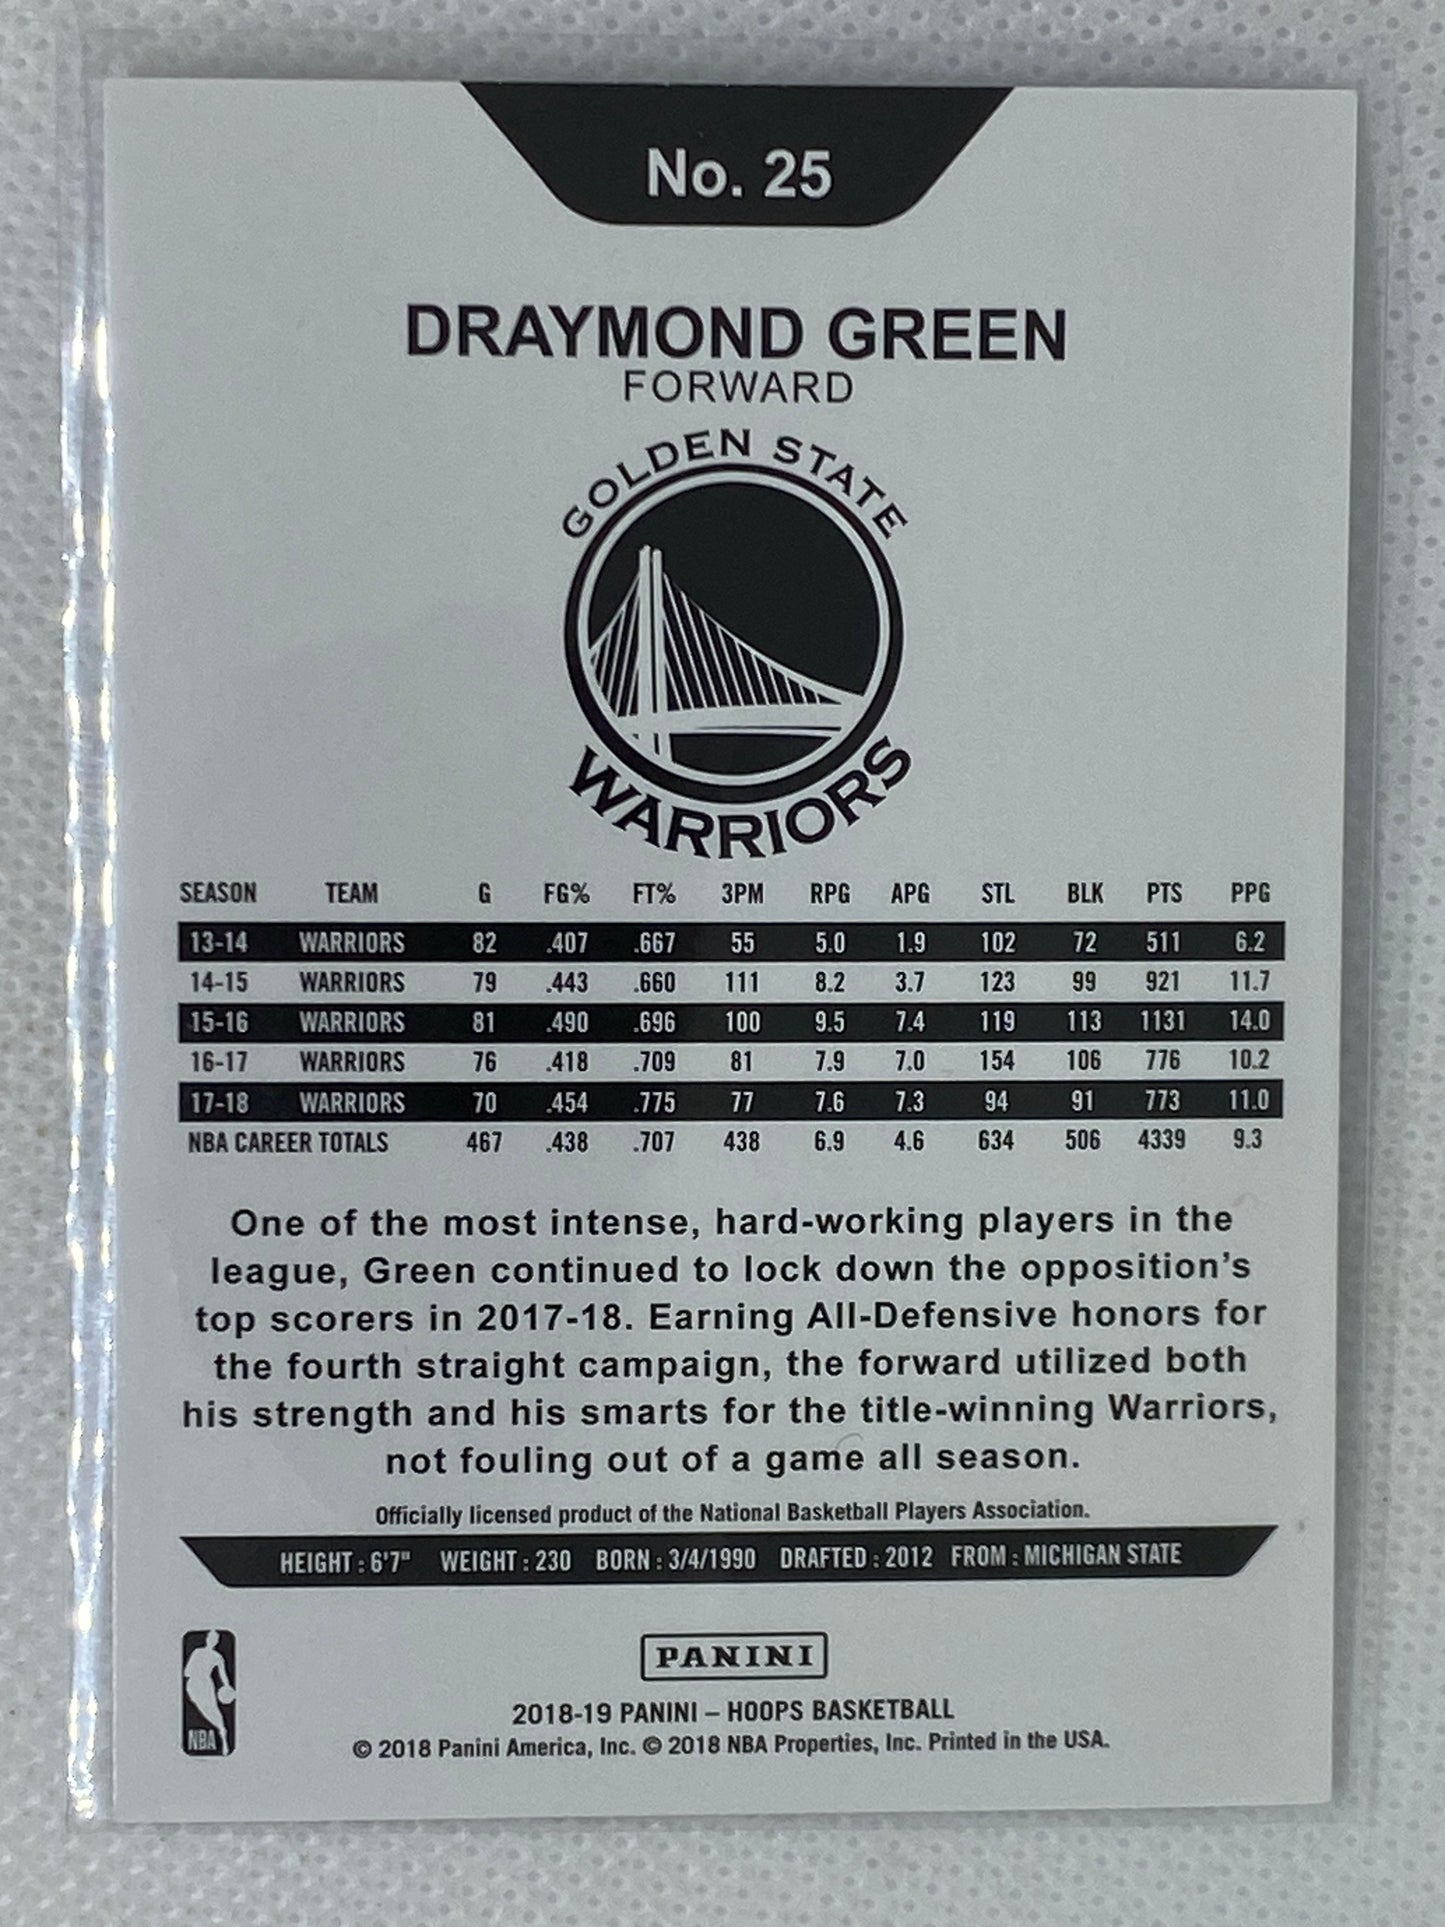 No. 25
DRAYMOND GREEN
FORWARD
GOLDEN STATE
WARRIORS
SEASON TEAM G FG% FT% 3PM RPG APG STL BLK PTS PPG
13-14 WARRIORS 82 .407 .667 55 5.0 1.9 102 72 511 6.2
14-15 WARRIORS 79 .443 .660 111 8.2 3.7 123 99 921 11.7
15-16 WARRIORS 81 .490 .696 100 9.5 7.4 119 113 1131 14.0
16-17 WARRIORS 76 .418 .709 81 7.9 7.0 154 106 776 10.2
17-18 WARRIORS 70 .454 .775 77 7.6 7.3 94 91 773 11.0
NBA CAREER TOTALS 467 .438 .707 438 6.9 4.6 634 506 4339 9.3
One of the most intense, hard-working players in the
league, Green continued to lock down the opposition's
top scorers in 2017-18. Earning All-Defensive honors for
the fourth straight campaign, the forward utilized both
his strength and his smarts for the title-winning Warriors,
not fouling out of a game all season.
Officially licensed product of the National Basketball Players Association.
HEIGHT : 6'7" WEIGHT : 230 BORN : 3/4/1990 DRAFTED : 2012 FROM : MICHIGAN STATE
NBA
PANINI
2018-19 PANINI – HOOPS BASKETBALL
© 2018 Panini America, Inc. © 2018 NBA Properties, Inc. Printed in the USA.